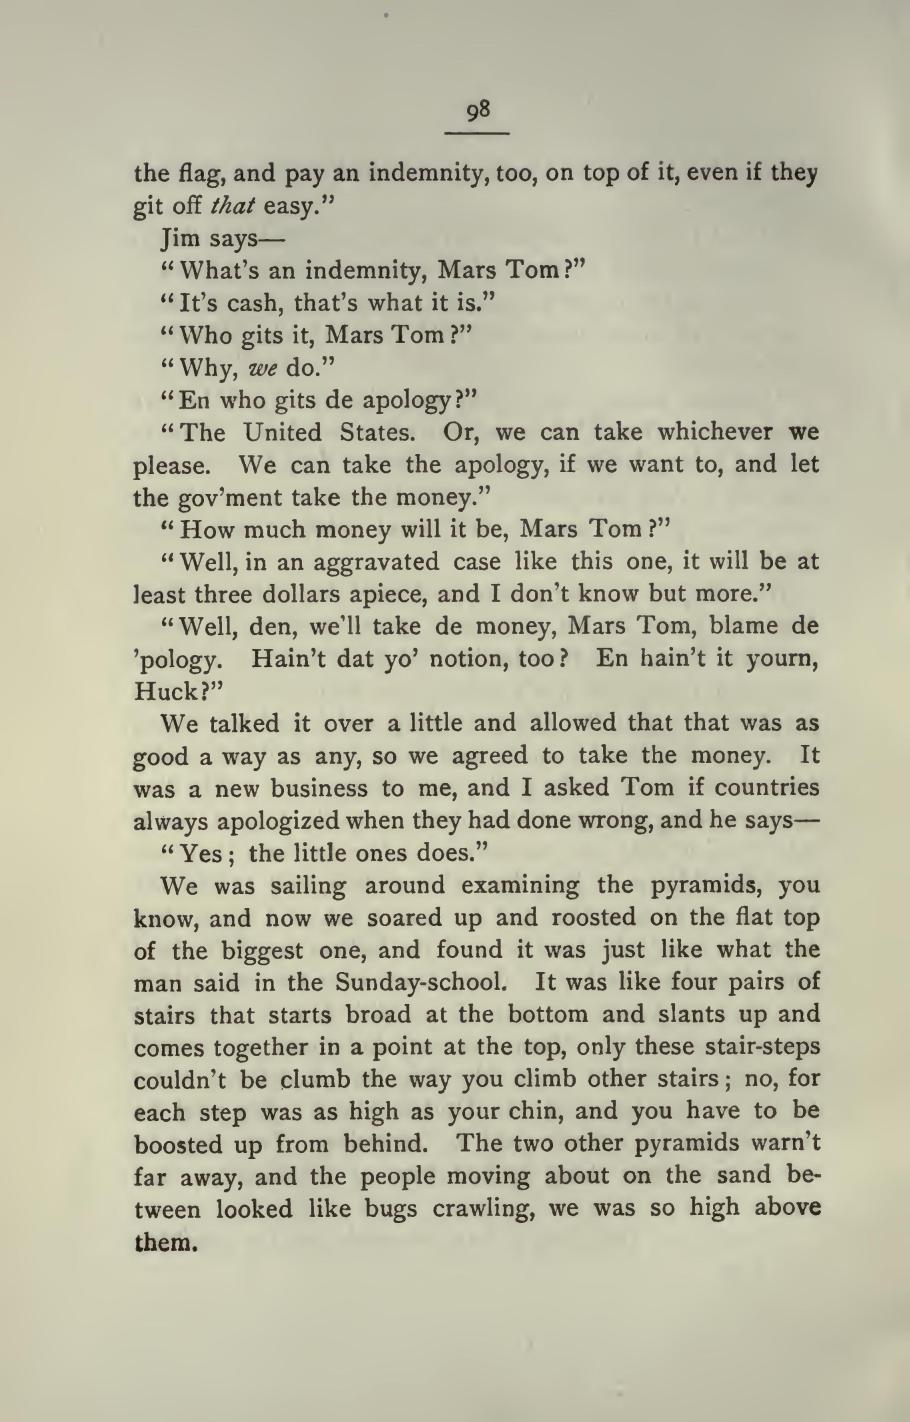 98
the flag, and pay an indemnity, too, on top of it, even if they
git off that easy."
Jim says—
"What's an indemnity, Mars Tom?"
"It's cash, that's what it is."
"Who gits it, Mars Tom?"
"Why, we do."
"En who gits de apology?"
"The United States. Or, we can take whichever we
please. We can take the apology, if we want to, and let
the gov'ment take the money."
"How much money will it be, Mars Tom?"
"Well, in an aggravated case like this one, it will be at
least three dollars apiece, and I don't know but more."
"Well, den, we'll take de money, Mars Tom, blame de
'pology. Hain't dat yo' notion, too? En hain't it yourn,
Huck?"
We talked it over a little and allowed that that was as
good a way as any, so we agreed to take the money. It
was a new business to me, and I asked Tom if countries
always apologized when they had done wrong, and he says—
"Yes; the little ones does."
We was sailing around examining the pyramids, you
know, and now we soared up and roosted on the flat top
of the biggest one, and found it was just like what the
man said in the Sunday-school. It was like four pairs of
stairs that starts broad at the bottom and slants up and
comes together in a point at the top, only these stair-steps
couldn't be clumb the way you climb other stairs; no, for
each step was as high as your chin, and you have to be
boosted up from behind. The two other pyramids warn't
far away, and the people moving about on the sand be-
tween looked like bugs crawling, we was so high above
them.